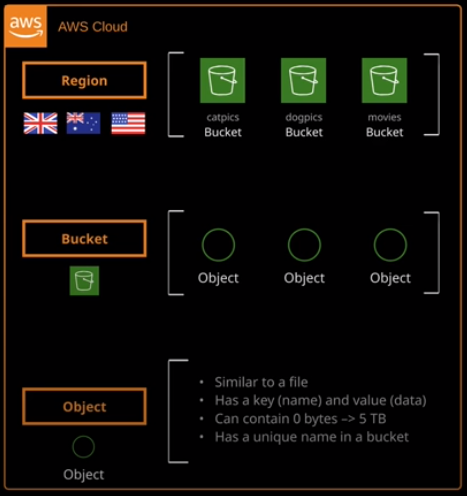 aws
AWS Cloud
Region
catpics
Bucket
dogpics
Bucket
movies
Bucket
Bucket
Object
Object
Object
Object
Object
• Similar to a file
• Has a key (name) and value (data)
• Can contain 0 bytes –> 5 TB
• Has a unique name in a bucket